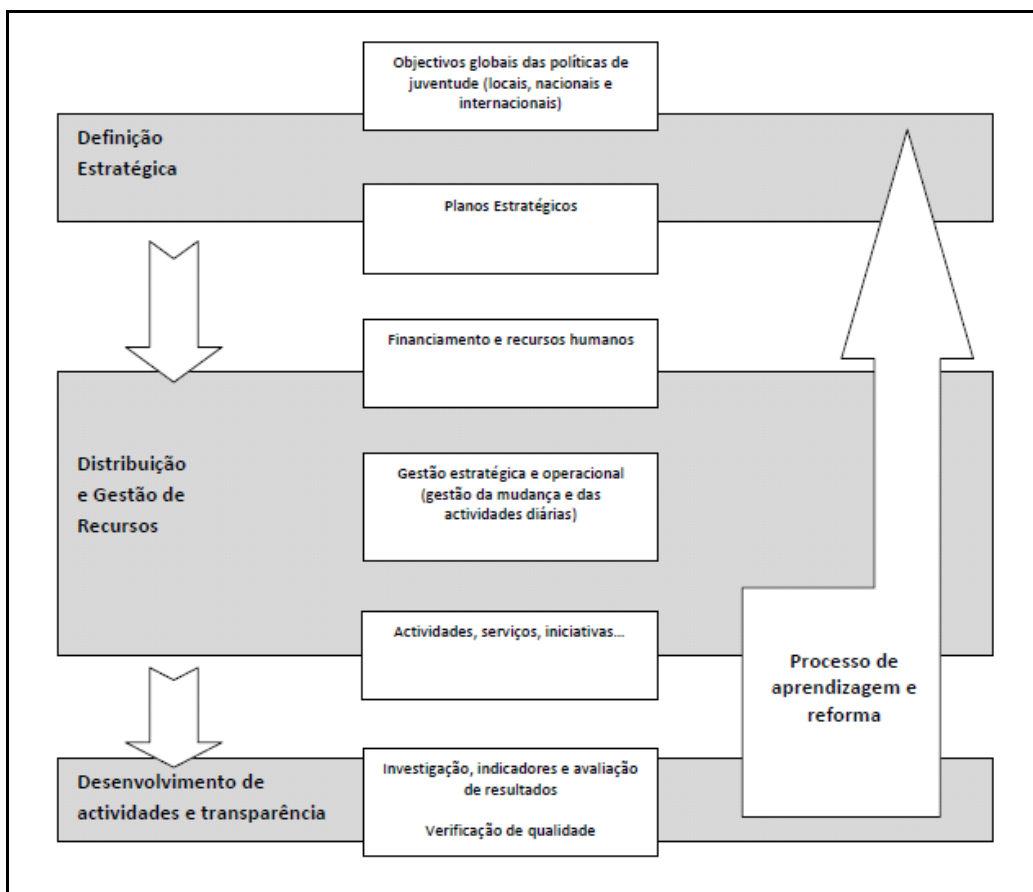 Objectivos globais das políticas de
juventude (locais, nacionais e
internacionais)
Definição
Estratégica
Planos Estratégicos
Financiamento e recursos humanos
Distribuição
e Gestão de
Recursos
Gestão estratégica e operacional
(gestão da mudança e das
actividades diárias)
Actividades, serviços, iniciativas...
Processo de
aprendizagem e
reforma
Desenvolvimento de
actividades e transparência
Investigação, indicadores e avaliação
de resultados
Verificação de qualidade